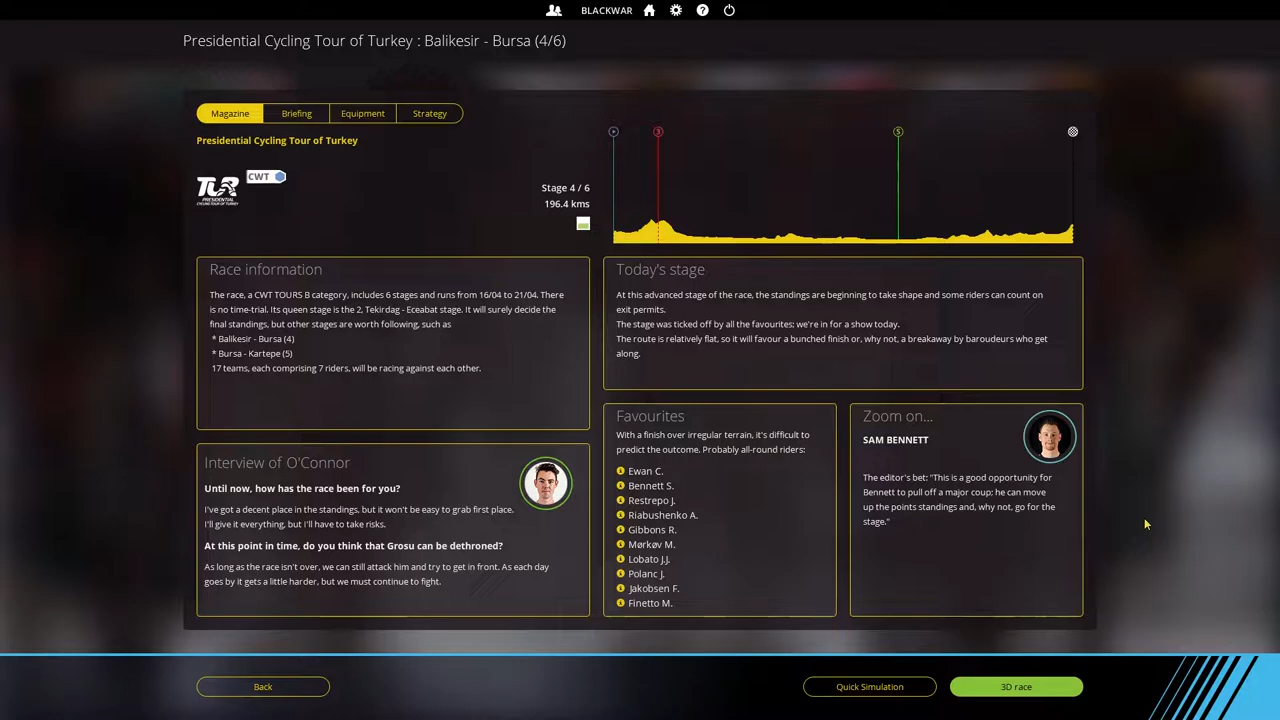 BLACKWAR
Presidential Cycling Tour of Turkey : Balikesir - Bursa (4/6)
Magazine
Briefing
Equipment
Strategy
Presidential Cycling Tour of Turkey
TUR
PRESIDENTIAL
CYCLING TOUR OF TURKEY
CWT
Stage 4 / 6
196.4 kms
3
S
Race information
The race, a CWT TOURS B category, includes 6 stages and runs from 16/04 to 21/04. There
is no time-trial. Its queen stage is the 2, Tekirdag - Eceabat stage. It will surely decide the
final standings, but other stages are worth following, such as
* Balikesir - Bursa (4)
* Bursa - Kartepe (5)
17 teams, each comprising 7 riders, will be racing against each other.
Today's stage
At this advanced stage of the race, the standings are beginning to take shape and some riders can count on
exit permits.
The stage was ticked off by all the favourites; we're in for a show today.
The route is relatively flat, so it will favour a bunched finish or, why not, a breakaway by baroudeurs who get
along.
Interview of O'Connor
Until now, how has the race been for you?
I've got a decent place in the standings, but it won't be easy to grab first place.
I'll give it everything, but I'll have to take risks.
At this point in time, do you think that Grosu can be dethroned?
As long as the race isn't over, we can still attack him and try to get in front. As each day
goes by it gets a little harder, but we must continue to fight.
Favourites
With a finish over irregular terrain, it's difficult to
predict the outcome. Probably all-round riders:
Ewan C.
Bennett S.
Restrepo J.
Riabushenko A.
Gibbons R.
Mørkøv M.
Lobato J.J.
Polanc J.
Jakobsen F.
Finetto M.
Zoom on...
SAM BENNETT
The editor's bet: "This is a good opportunity for
Bennett to pull off a major coup; he can move
up the points standings and, why not, go for the
stage."
Back
Quick Simulation
3D race